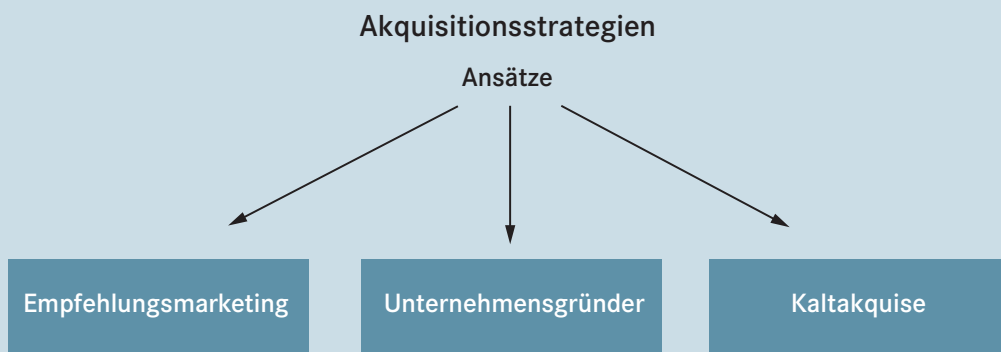 Akquisitionsstrategien
Ansätze
Empfehlungsmarketing
Unternehmensgründer
Kaltakquise